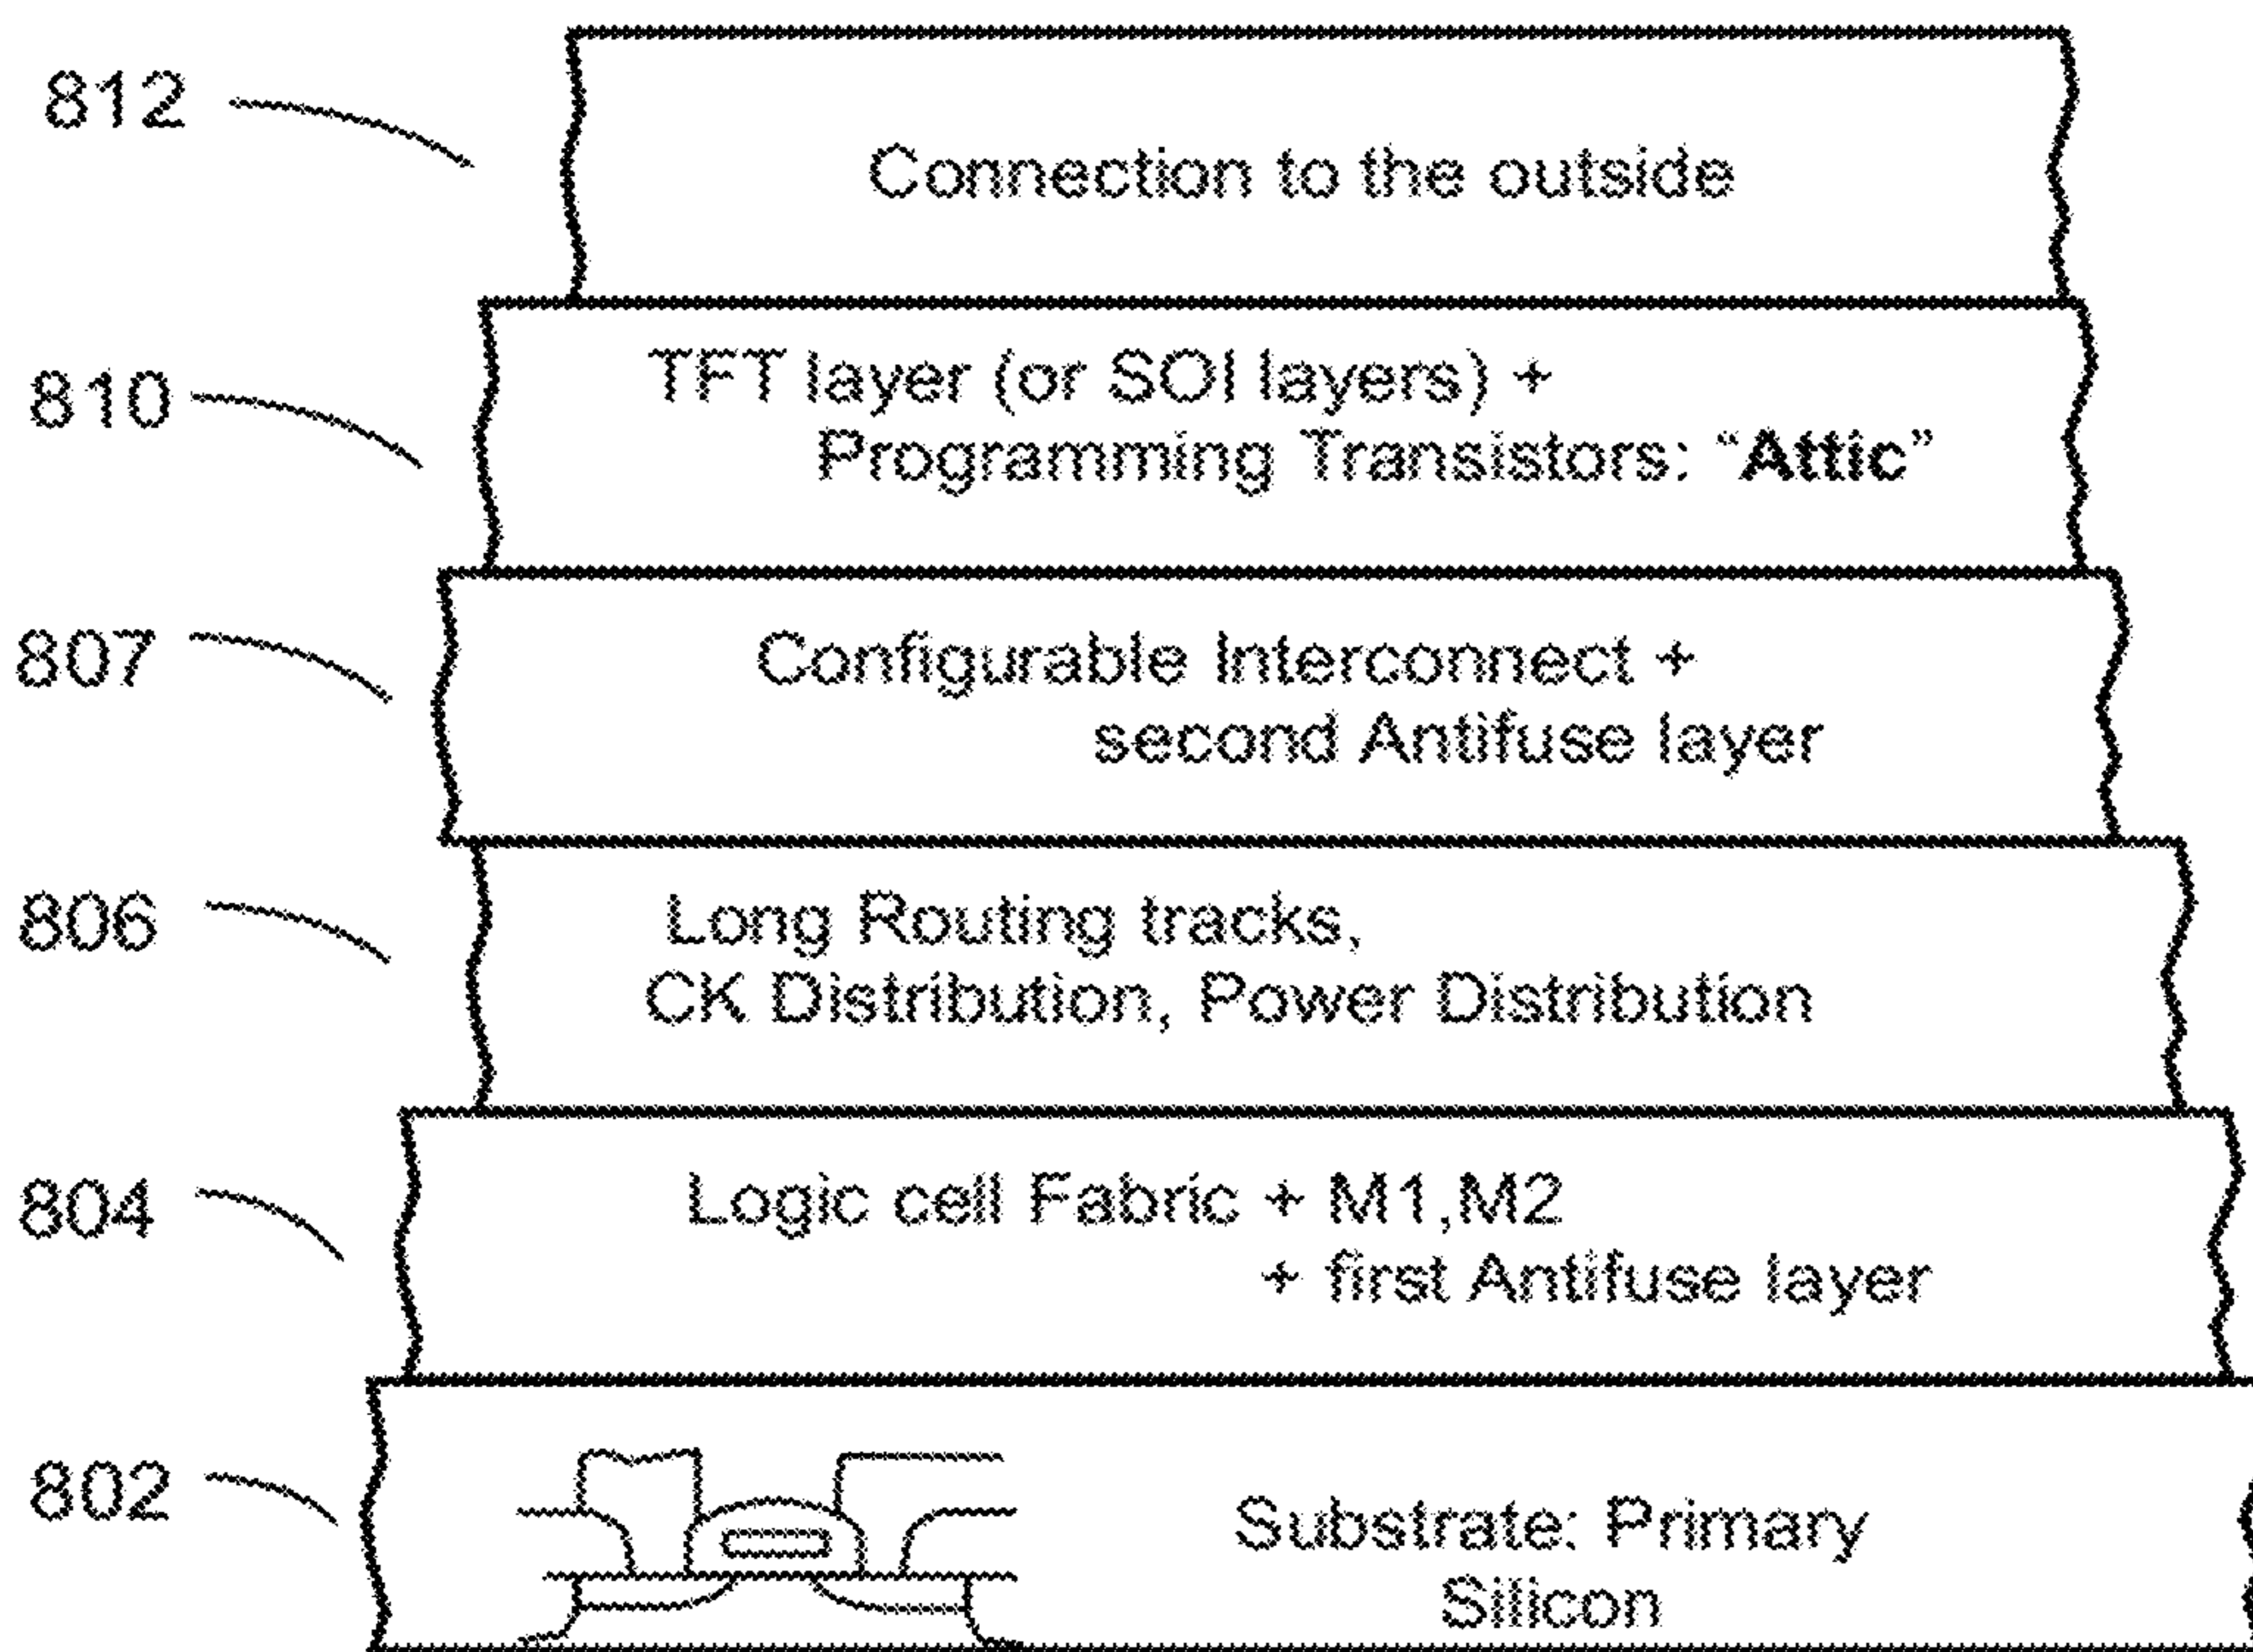 812
Connection to the outside
810
TFT layer (or SOI layers) +
Programming Transistors: “Attic”
807
Configurable Interconnect +
second Antifuse layer
806
Long Routing tracks,
CK Distribution, Power Distribution
804
Logic cell Fabric + M1,M2
+ first Antifuse layer
802
Substrate: Primary
Silicon